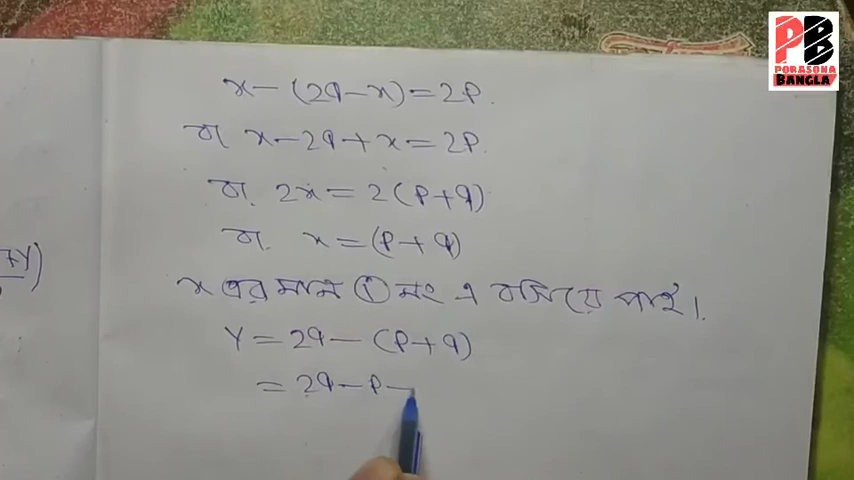 PB
PORASONA
BANGLA
x - (2q - x) = 2p.
বা x - 2q + x = 2p.
বা. 2x = 2(p + q)
বা. x = (p + q)
x এর মান ① নং এ বসিয়ে পাই।
Y = 2q - (p + q)
= 2q - p -